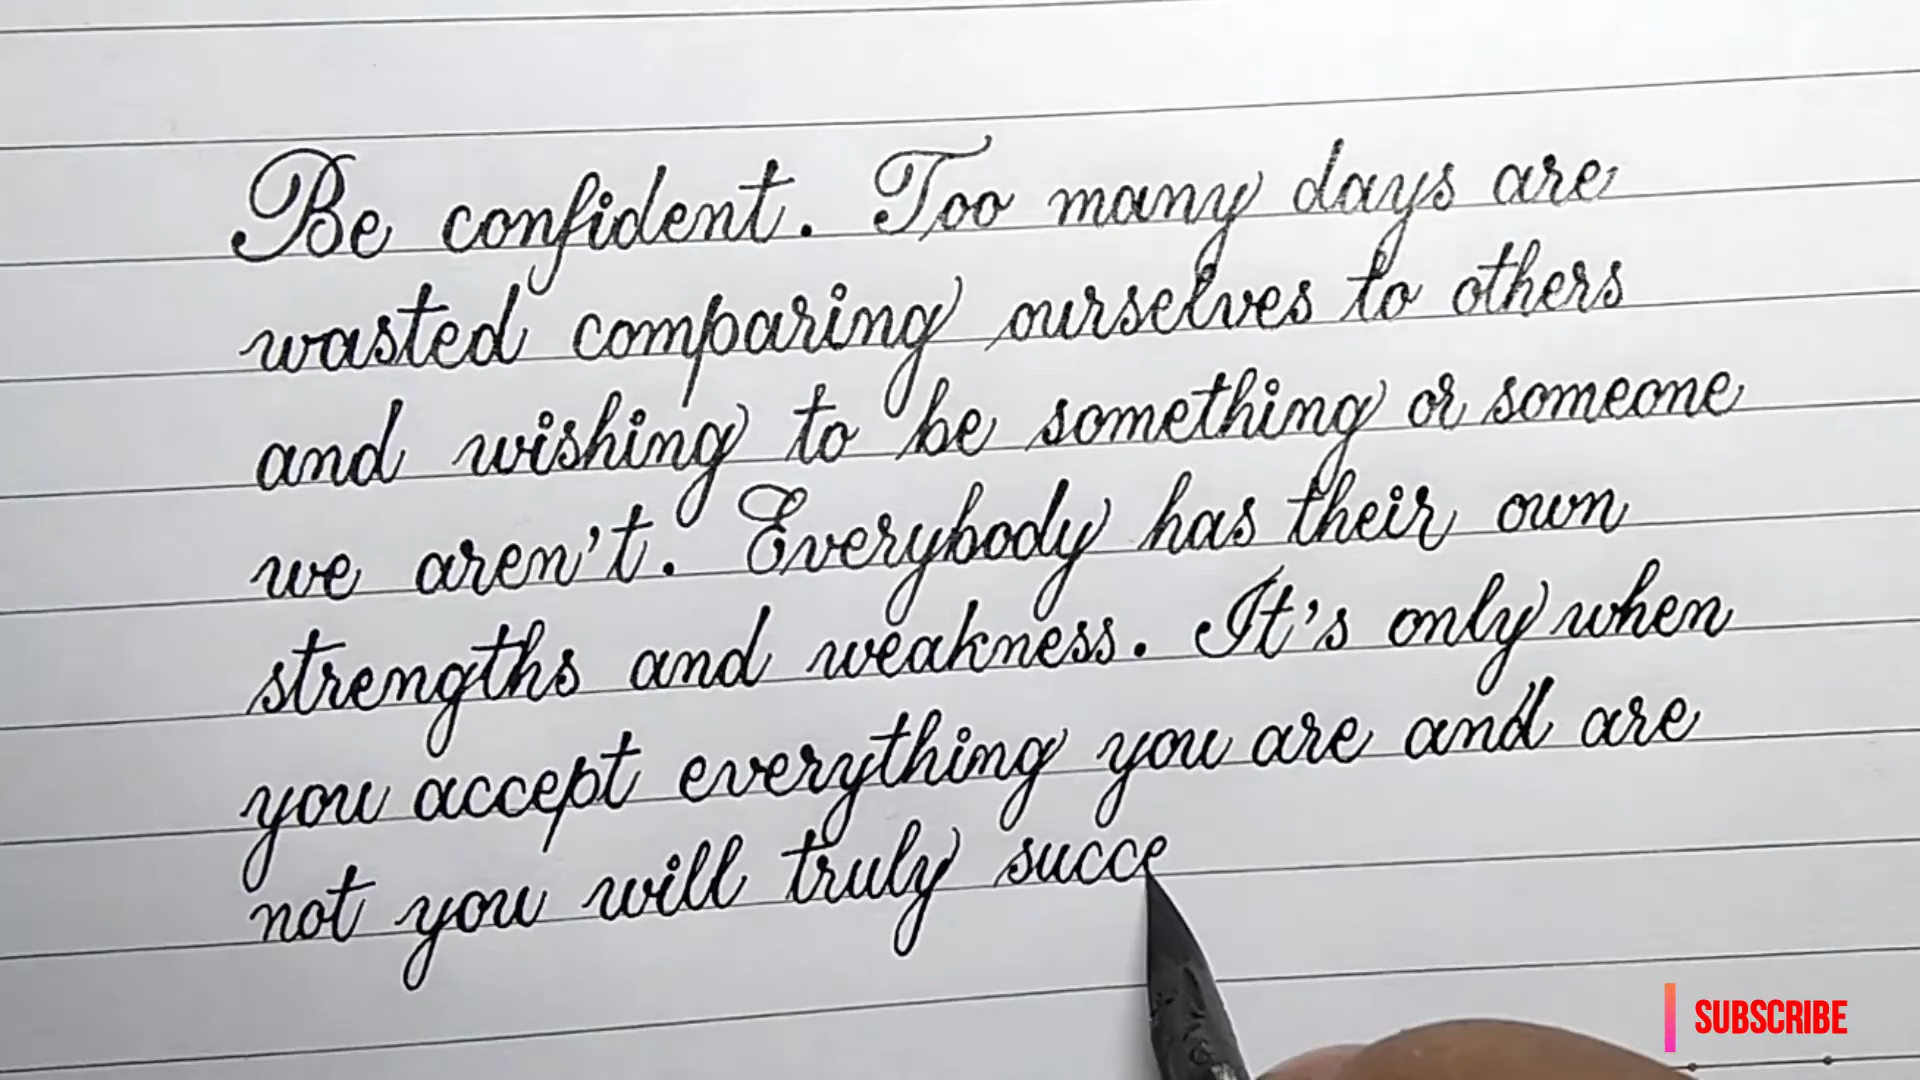 Be confident. Too many days are
wasted comparing ourselves to others
and wishing to be something or someone
we aren't. Everybody has their own
strengths and weakness. It's only when
you accept everything you are and are
not you will truly succe
SUBSCRIBE